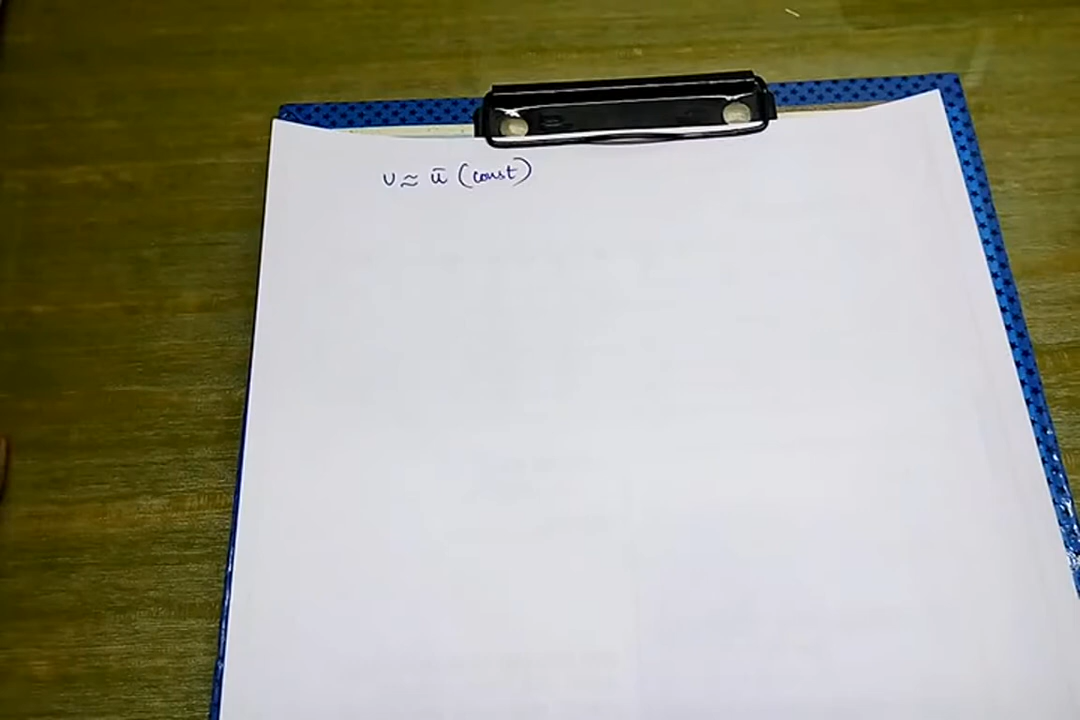 u ≈ ū (const)